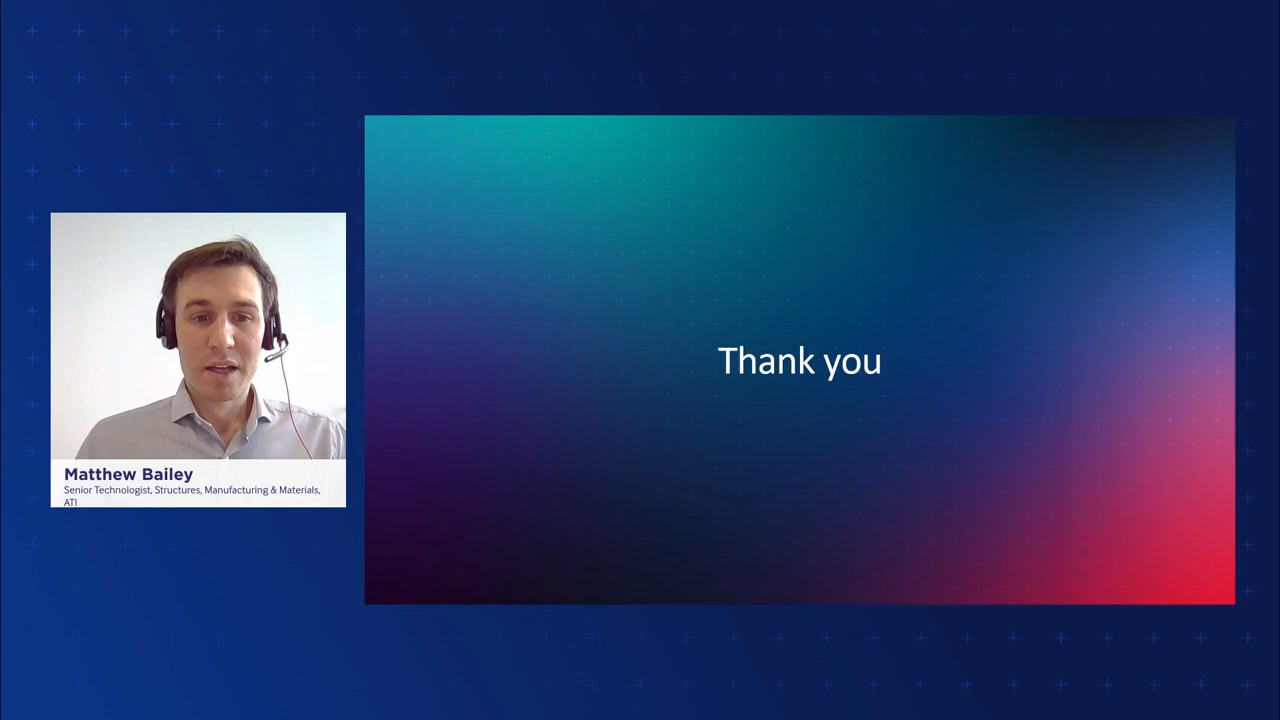 Thank you
Matthew Bailey
Senior Technologist, Structures, Manufacturing & Materials,
ATI